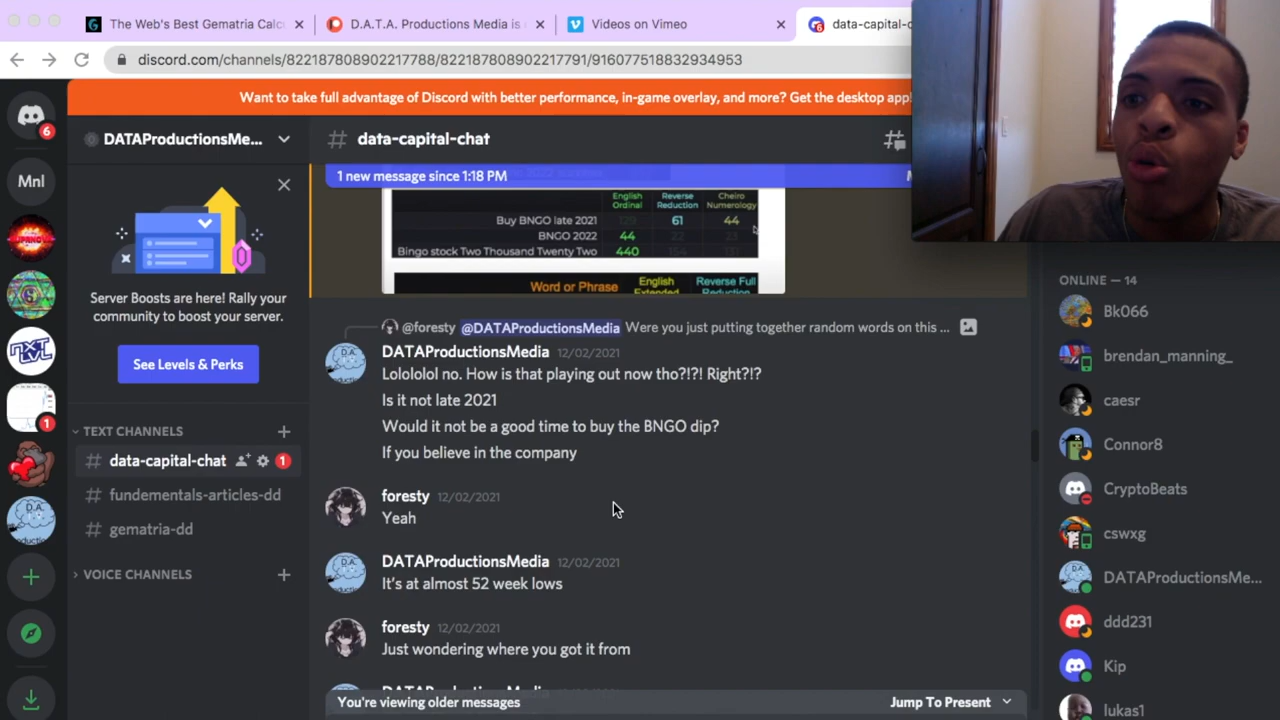 The Web's Best Gematria Calcu
D.A.T.A. Productions Media is
Videos on Vimeo
data-capital-c
discord.com/channels/822187808902217788/822187808902217791/916077518832934953
Want to take full advantage of Discord with better performance, in-game overlay, and more? Get the desktop app!
6
DATAProductionsMe...
# data-capital-chat
1 new message since 1:18 PM
MnI
English Ordinal
Reverse Reduction
Cheiro Numerology
Buy BNGO late 2021 129 61 44
BNGO 2022 44 22 23
Bingo stock Two Thousand Twenty Two 440
Word or Phrase
English Extended
Reverse Full Reduction
Server Boosts are here! Rally your
community to boost your server.
See Levels & Perks
TEXT CHANNELS
# data-capital-chat 1
# fundementals-articles-dd
# gematria-dd
VOICE CHANNELS
1
@foresty @DATAProductionsMedia Were you just putting together random words on this ...
DATAProductionsMedia 12/02/2021
Lolololol no. How is that playing out now tho?!?! Right?!?
Is it not late 2021
Would it not be a good time to buy the BNGO dip?
If you believe in the company
foresty 12/02/2021
Yeah
DATAProductionsMedia 12/02/2021
It's at almost 52 week lows
foresty 12/02/2021
Just wondering where you got it from
You're viewing older messages
Jump To Present
ONLINE — 14
Bk066
brendan_manning_
caesr
Connor8
CryptoBeats
cswxg
DATAProductionsMe...
ddd231
Kip
lukas1